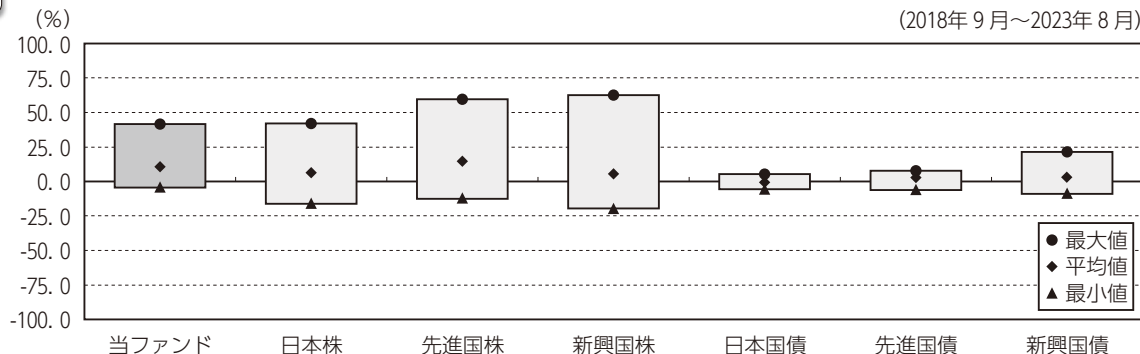 (%)
(2018年9月～2023年8月)
100.0
75.0
50.0
25.0
0.0
-25.0
-50.0
-75.0
-100.0
● 最大値
◆ 平均値
▲ 最小値
当ファンド 日本株 先進国株 新興国株 日本国債 先進国債 新興国債